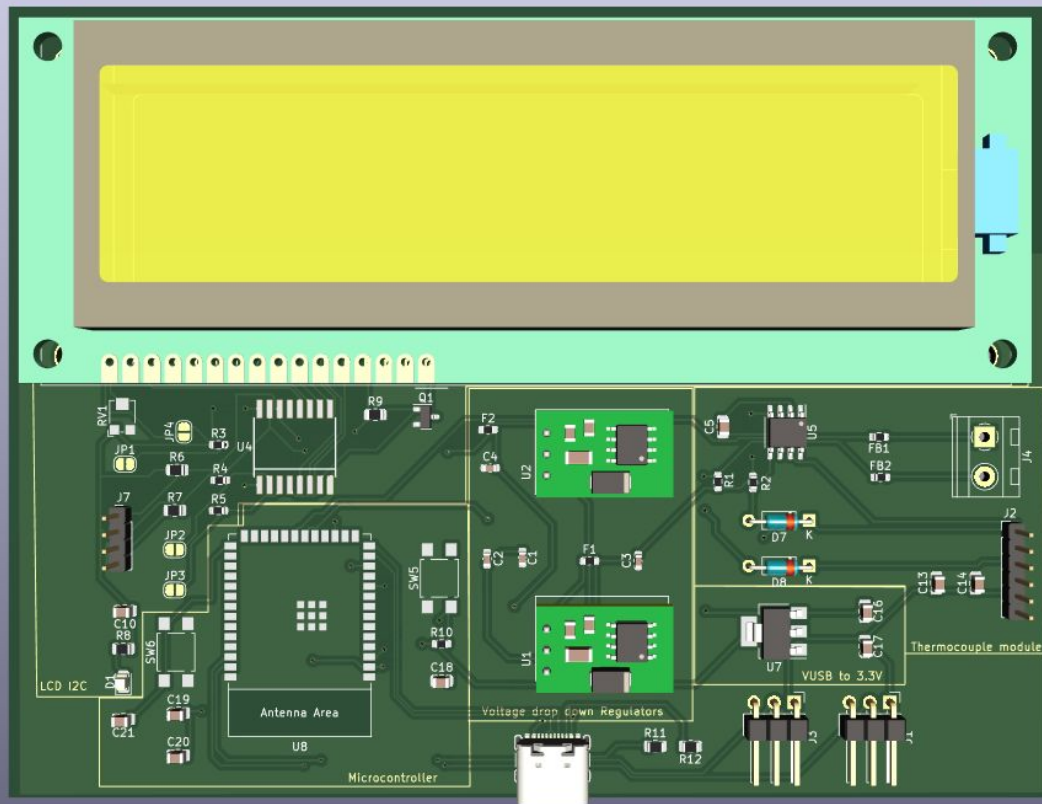 RV1
JP4
JP1
R3
R6
R4
R7
R5
J7
JP2
JP3
U4
R9
Q1
F2
C4
U2
C5
U5
R1
R2
FB1
FB2
J4
J2
D7
K
D8
K
C2
C1
F1
C3
C13
C14
SW5
R10
C18
U1
C16
C17
U7
VUSB to 3.3V
Thermocouple module
C10
R8
D1
SW6
LCD I2C
C21
C19
C20
Antenna Area
U8
Microcontroller
Voltage drop down Regulators
R11
R12
J3
J1